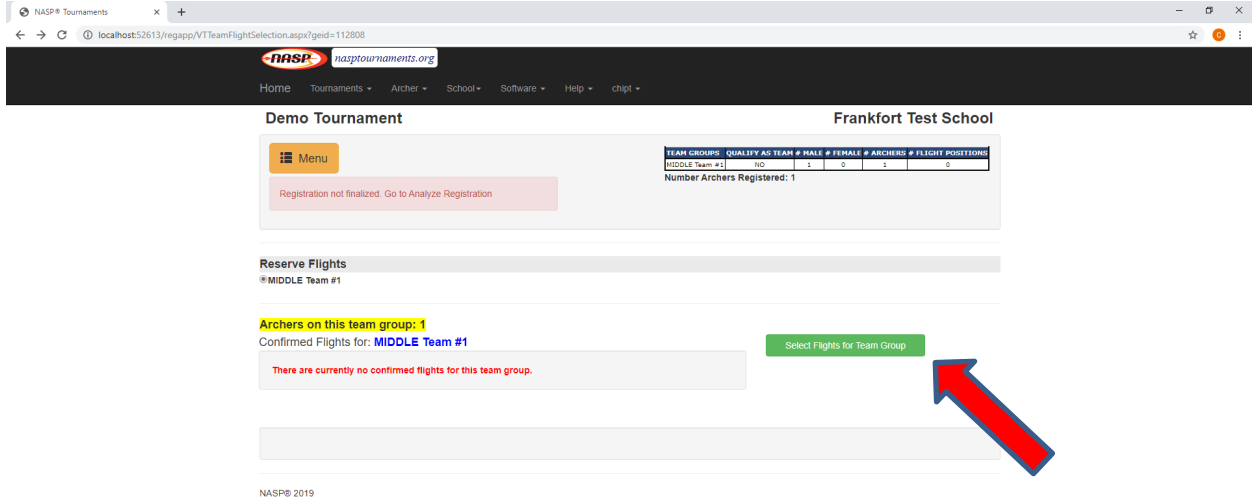 NASP® Tournaments
localhost:52613/regapp/VTTeamFlightSelection.aspx?geid=112808
C
NASP nasptournaments.org
Home Tournaments Archer School Software Help chipt
Demo Tournament Frankfort Test School
Menu
TEAM GROUPS QUALIFY AS TEAM # MALE # FEMALE # ARCHERS # FLIGHT POSITIONS
MIDDLE Team #1 NO 1 0 1 0
Number Archers Registered: 1
Registration not finalized. Go to Analyze Registration
Reserve Flights
MIDDLE Team #1
Archers on this team group: 1
Confirmed Flights for: MIDDLE Team #1
Select Flights for Team Group
There are currently no confirmed flights for this team group.
NASP® 2019